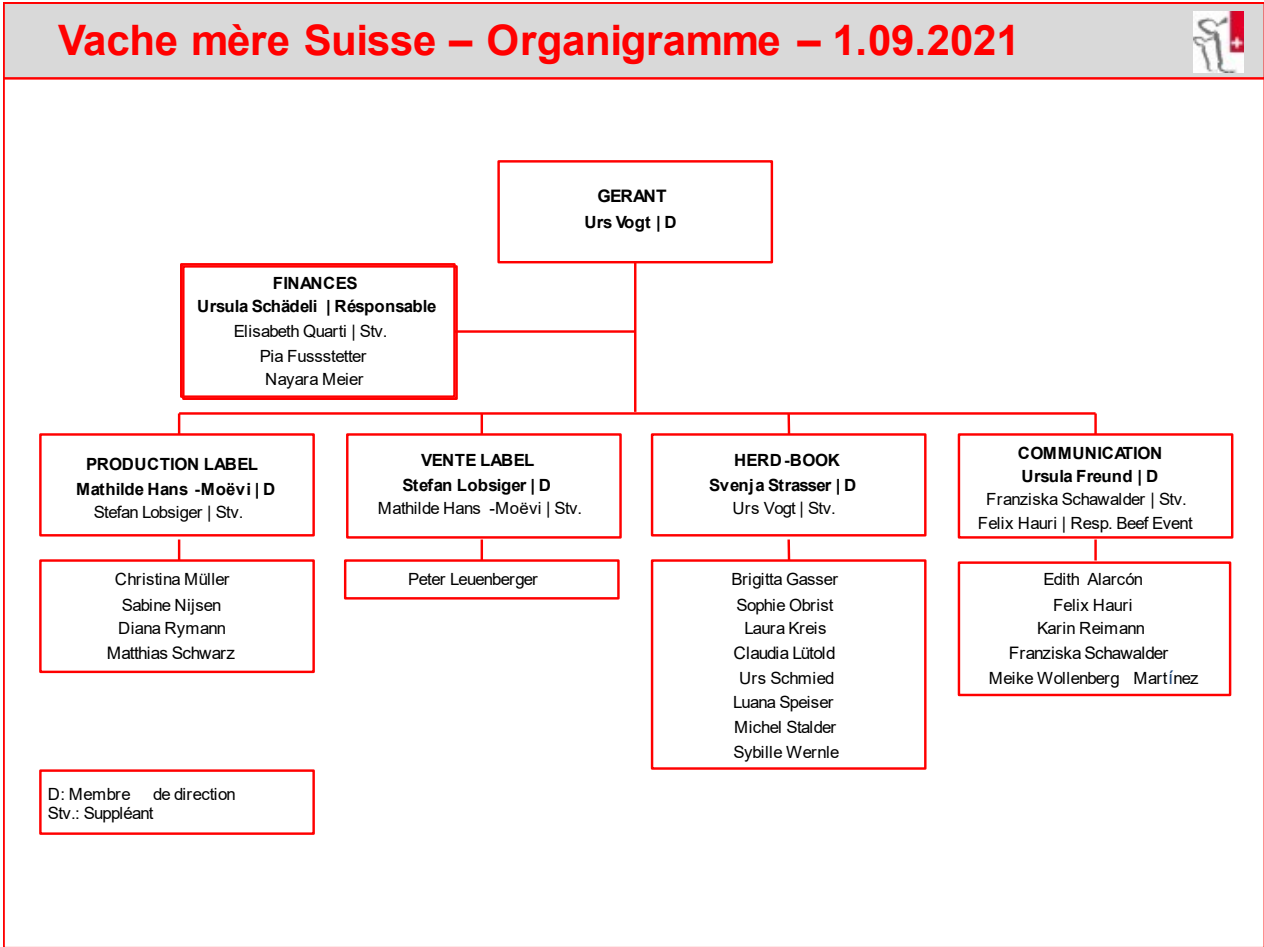 Vache mère Suisse – Organigramme – 1.09.2021
GERANT
Urs Vogt | D
FINANCES
Ursula Schädeli | Résponsable
Elisabeth Quarti | Stv.
Pia Fussstetter
Nayara Meier
PRODUCTION LABEL
Mathilde Hans -Moëvi | D
Stefan Lobsiger | Stv.
Christina Müller
Sabine Nijsen
Diana Rymann
Matthias Schwarz
VENTE LABEL
Stefan Lobsiger | D
Mathilde Hans -Moëvi | Stv.
Peter Leuenberger
HERD-BOOK
Svenja Strasser | D
Urs Vogt | Stv.
Brigitta Gasser
Sophie Obrist
Laura Kreis
Claudia Lütold
Urs Schmied
Luana Speiser
Michel Stalder
Sybille Wernle
COMMUNICATION
Ursula Freund | D
Franziska Schawalder | Stv.
Felix Hauri | Resp. Beef Event
Edith Alarcón
Felix Hauri
Karin Reimann
Franziska Schawalder
Meike Wollenberg Martínez
D: Membre de direction
Stv.: Suppléant